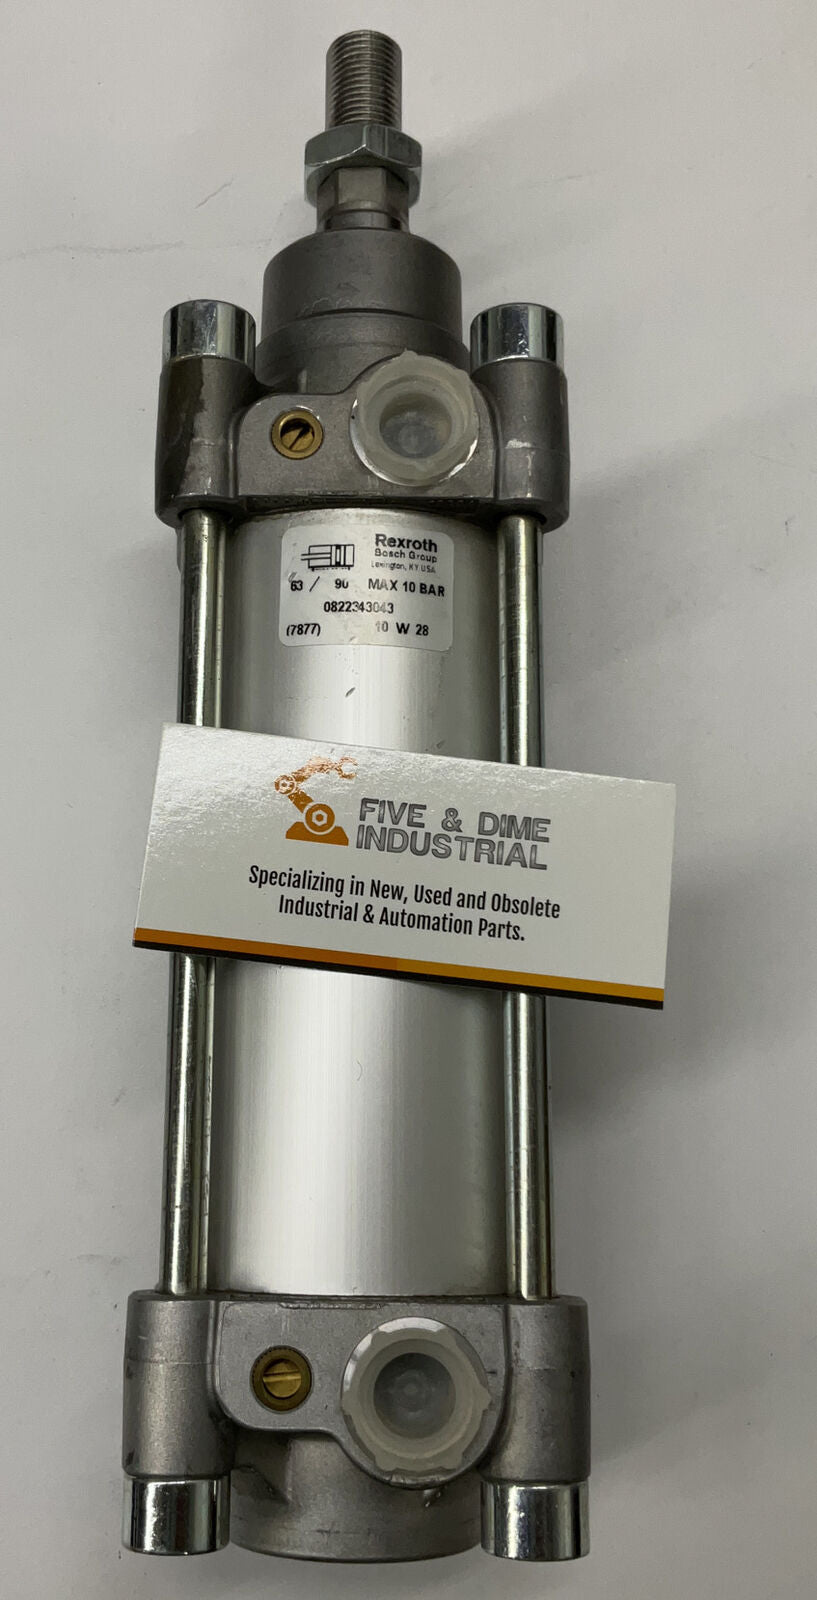 Rexroth
Bosch Group
Lexington, KY USA
63 / 90 MAX 10 BAR
0822343043
(7877) 10 W 28
FIVE & DIME
INDUSTRIAL
Specializing in New, Used and Obsolete
Industrial & Automation Parts.